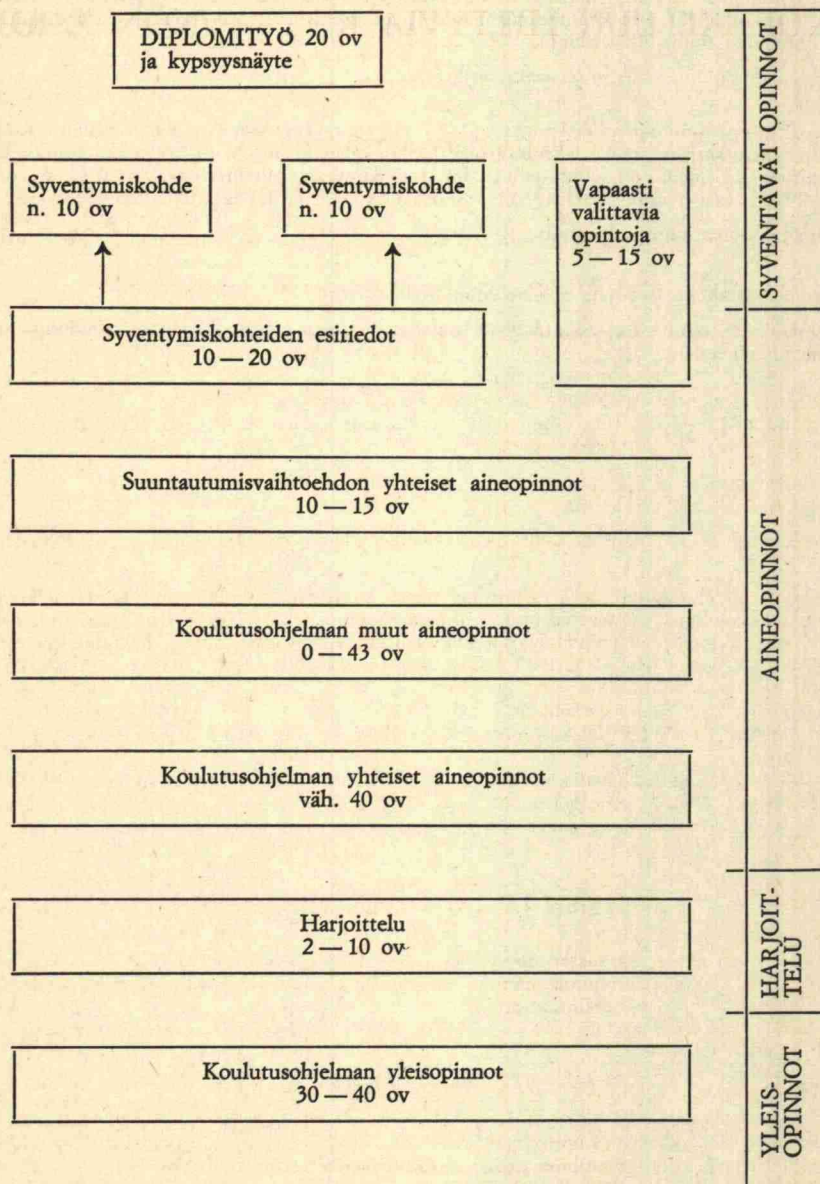 DIPLOMITYÖ 20 ov
ja kypsyysnäyte
Syventymiskohde
n. 10 ov
Syventymiskohde
n. 10 ov
Vapaasti
valittavia
opintoja
5 — 15 ov
Syventymiskohteiden esitiedot
10 — 20 ov
Suuntautumisvaihtoehdon yhteiset aineopinnot
10 — 15 ov
Koulutusohjelman muut aineopinnot
0 — 43 ov
Koulutusohjelman yhteiset aineopinnot
väh. 40 ov
Harjoittelu
2 — 10 ov
Koulutusohjelman yleisopinnot
30 — 40 ov
SYVENTÄVÄT OPINNOT
AINEOPINNOT
HARJOIT-
TELU
YLEIS-
OPINNOT